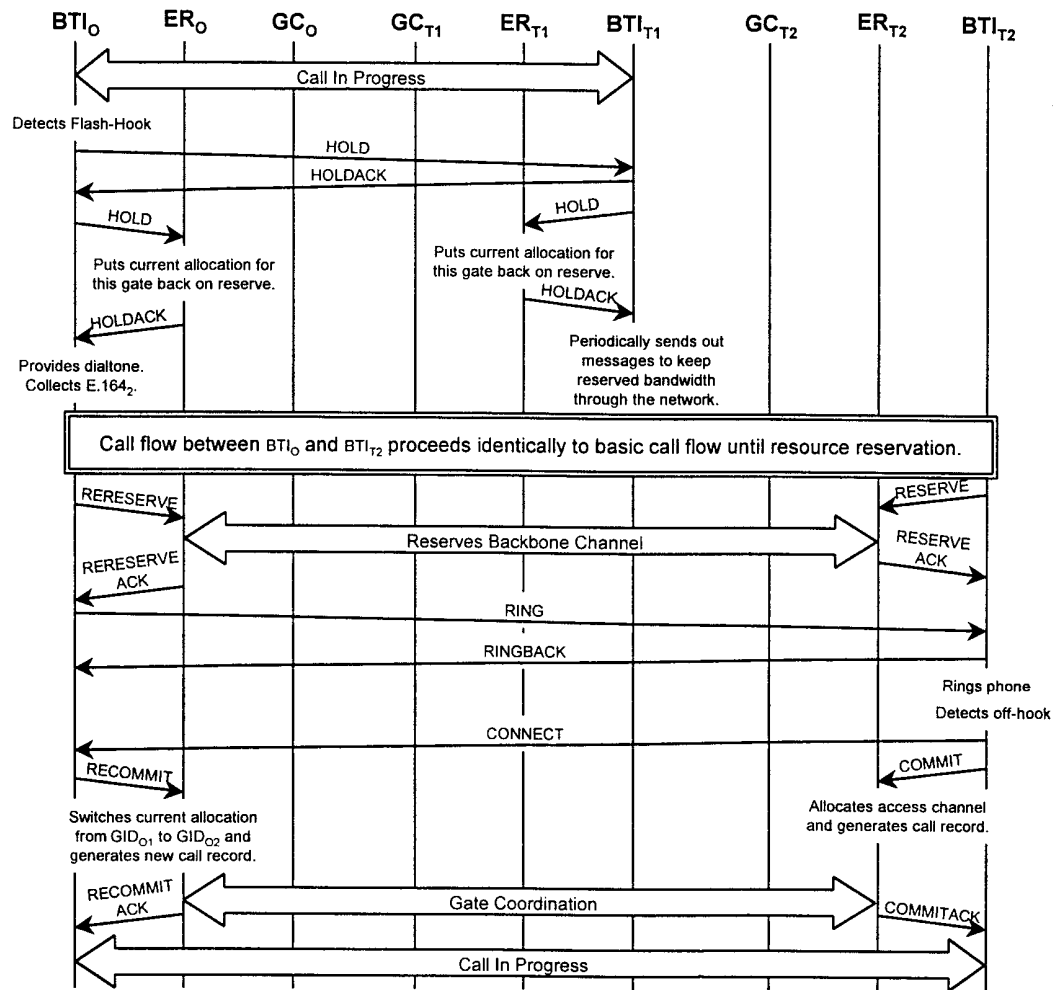 BTI_O ER_O GC_O GC_T1 ER_T1 BTI_T1 GC_T2 ER_T2 BTI_T2
Call In Progress
Detects Flash-Hook
HOLD
HOLDACK
HOLD
HOLD
Puts current allocation for
this gate back on reserve.
Puts current allocation for
this gate back on reserve.
HOLDACK
HOLDACK
Provides dialtone.
Collects E.164₂.
Periodically sends out
messages to keep
reserved bandwidth
through the network.
Call flow between BTI_O and BTI_T2 proceeds identically to basic call flow until resource reservation.
RERESERVE
RESERVE
Reserves Backbone Channel
RESERVE
ACK
RERESERVE
ACK
RING
RINGBACK
Rings phone
Detects off-hook
CONNECT
RECOMMIT
COMMIT
Switches current allocation
from GID_O1 to GID_O2 and
generates new call record.
Allocates access channel
and generates call record.
RECOMMIT
ACK
Gate Coordination
COMMITACK
Call In Progress